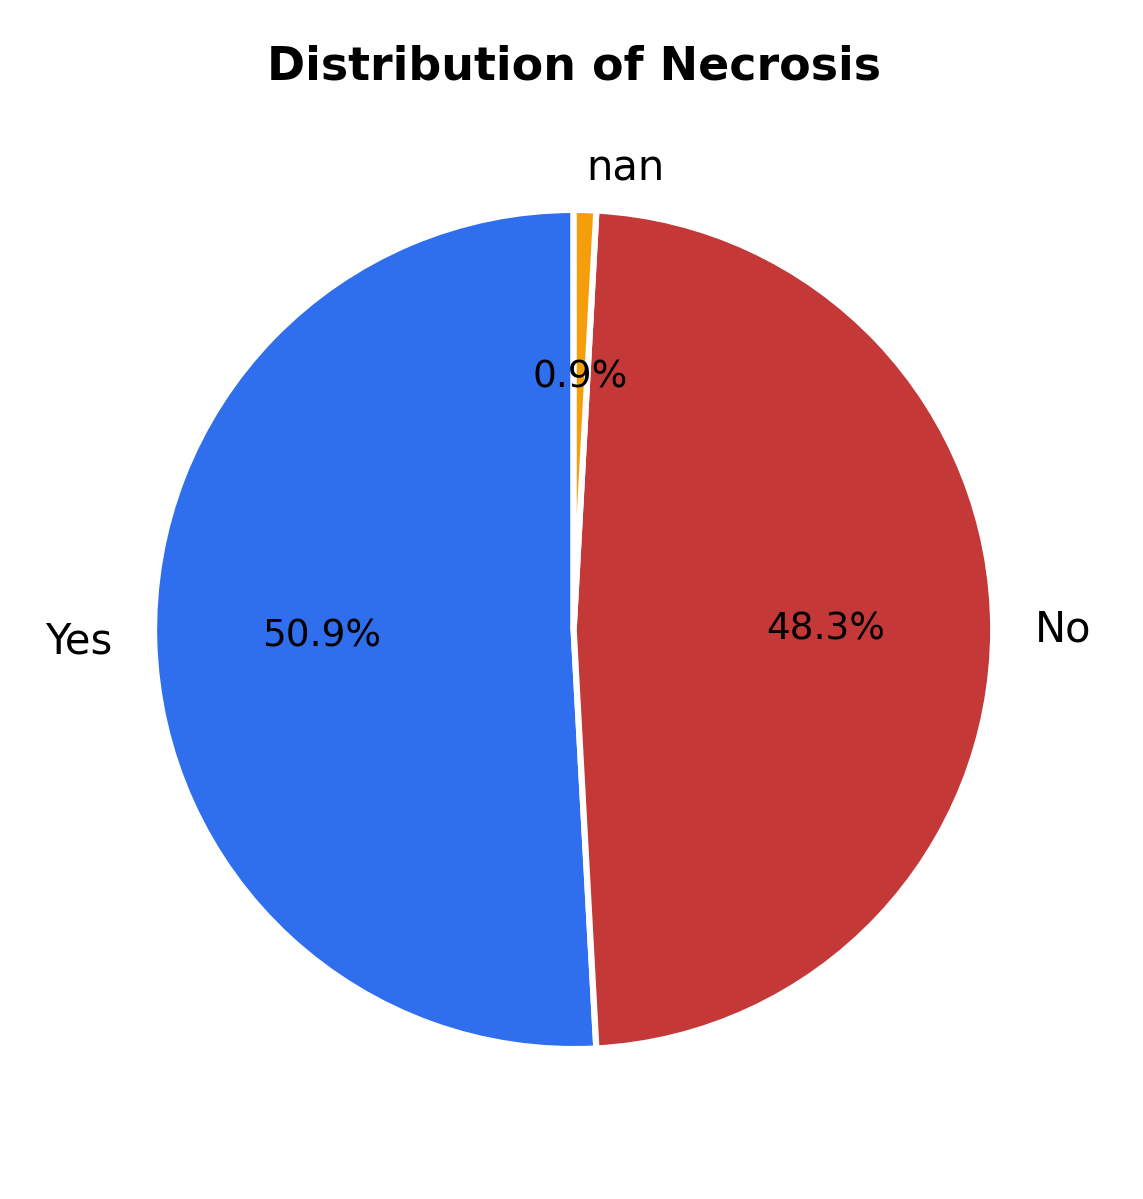 Distribution of Necrosis
nan
0.9%
Yes
50.9%
48.3%
No